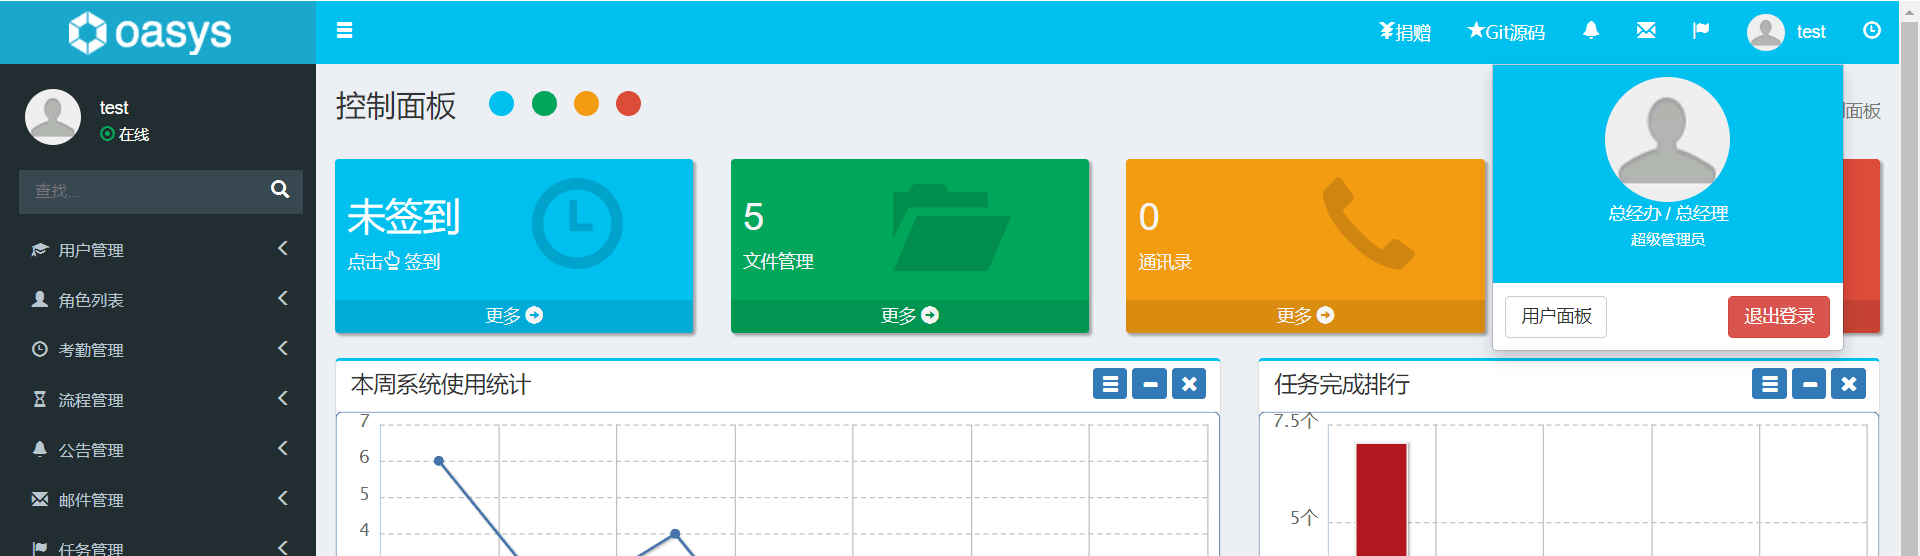 oasys
捐赠
Git源码
test
test
在线
查找...
用户管理
角色列表
考勤管理
流程管理
公告管理
邮件管理
任务管理
控制面板
面板
未签到
点击 签到
更多
5
文件管理
更多
0
通讯录
更多
总经办 / 总经理
超级管理员
用户面板
退出登录
本周系统使用统计
7
6
5
4
任务完成排行
7.5个
5个